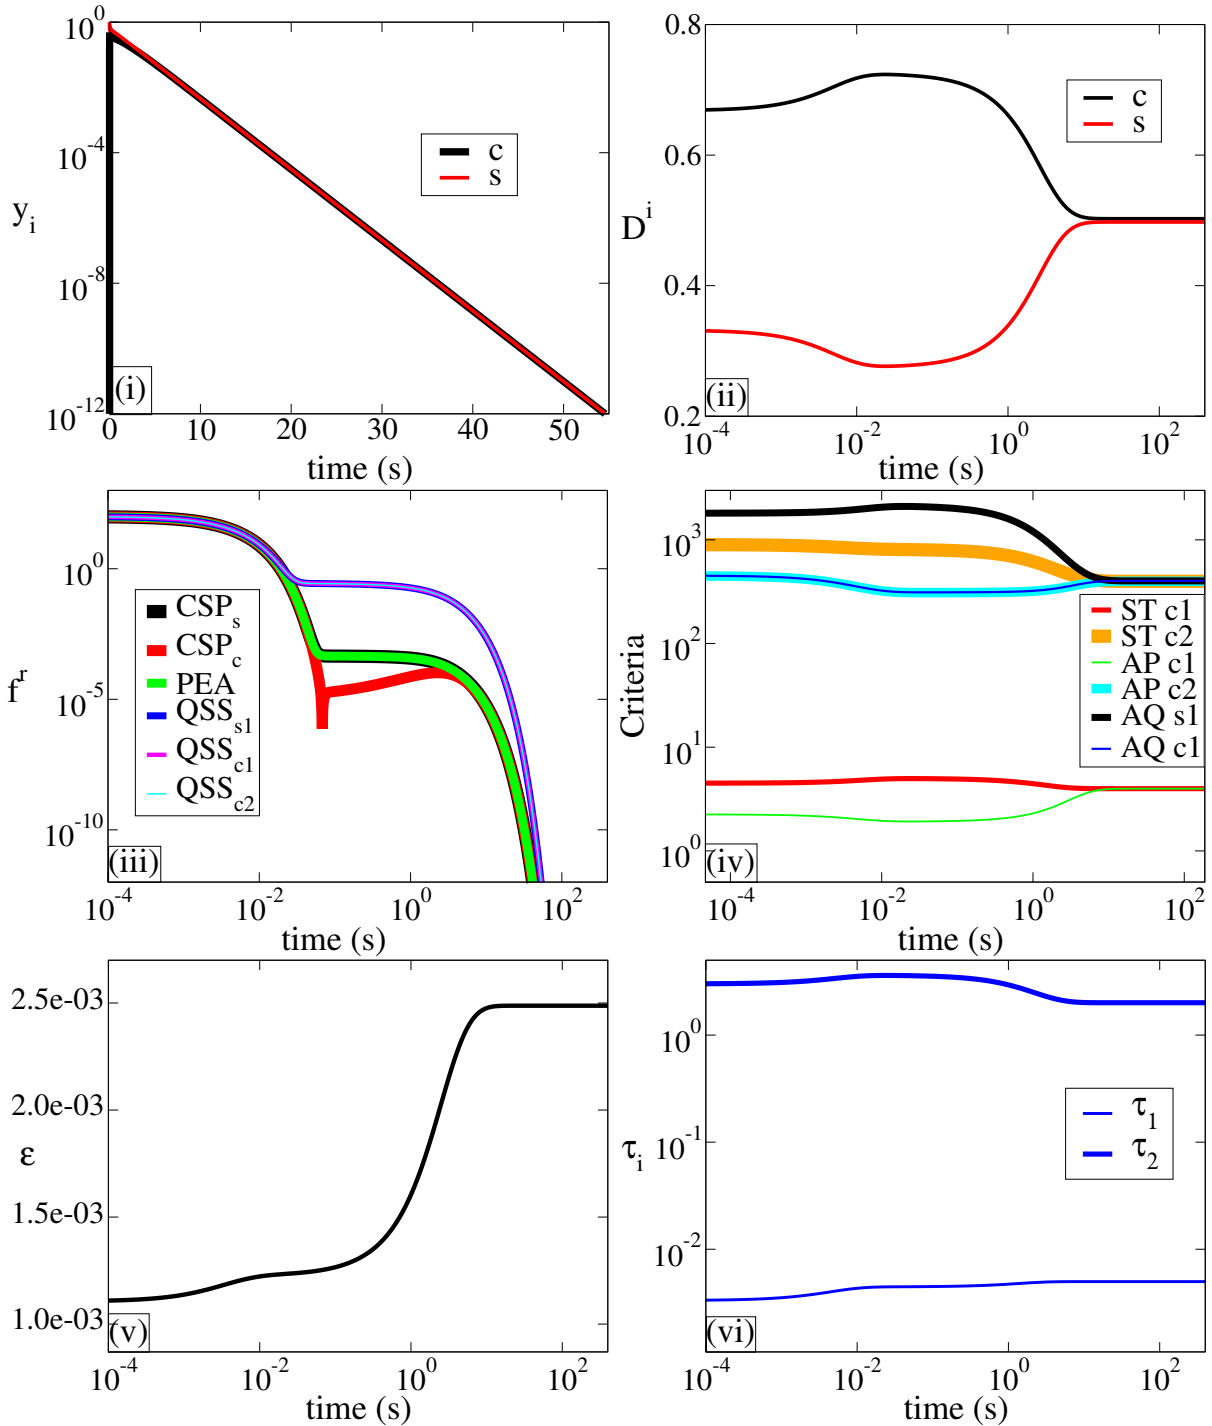 10^0
10^-4
y_i
10^-8
10^-12
c
s
(i)
0 10 20 30 40 50
time (s)
0.8
0.6
D^i
0.4
0.2
c
s
(ii)
10^-4 10^-2 10^0 10^2
time (s)
10^0
f^r
10^-5
10^-10
CSP_s
CSP_c
PEA
QSS_s1
QSS_c1
QSS_c2
(iii)
10^-4 10^-2 10^0 10^2
time (s)
10^3
10^2
Criteria
10^1
10^0
ST c1
ST c2
AP c1
AP c2
AQ s1
AQ c1
(iv)
10^-4 10^-2 10^0 10^2
time (s)
2.5e-03
2.0e-03
ε
1.5e-03
1.0e-03
(v)
10^-4 10^-2 10^0 10^2
time (s)
10^0
10^-1
τ_i
10^-2
τ_1
τ_2
(vi)
10^-4 10^-2 10^0 10^2
time (s)